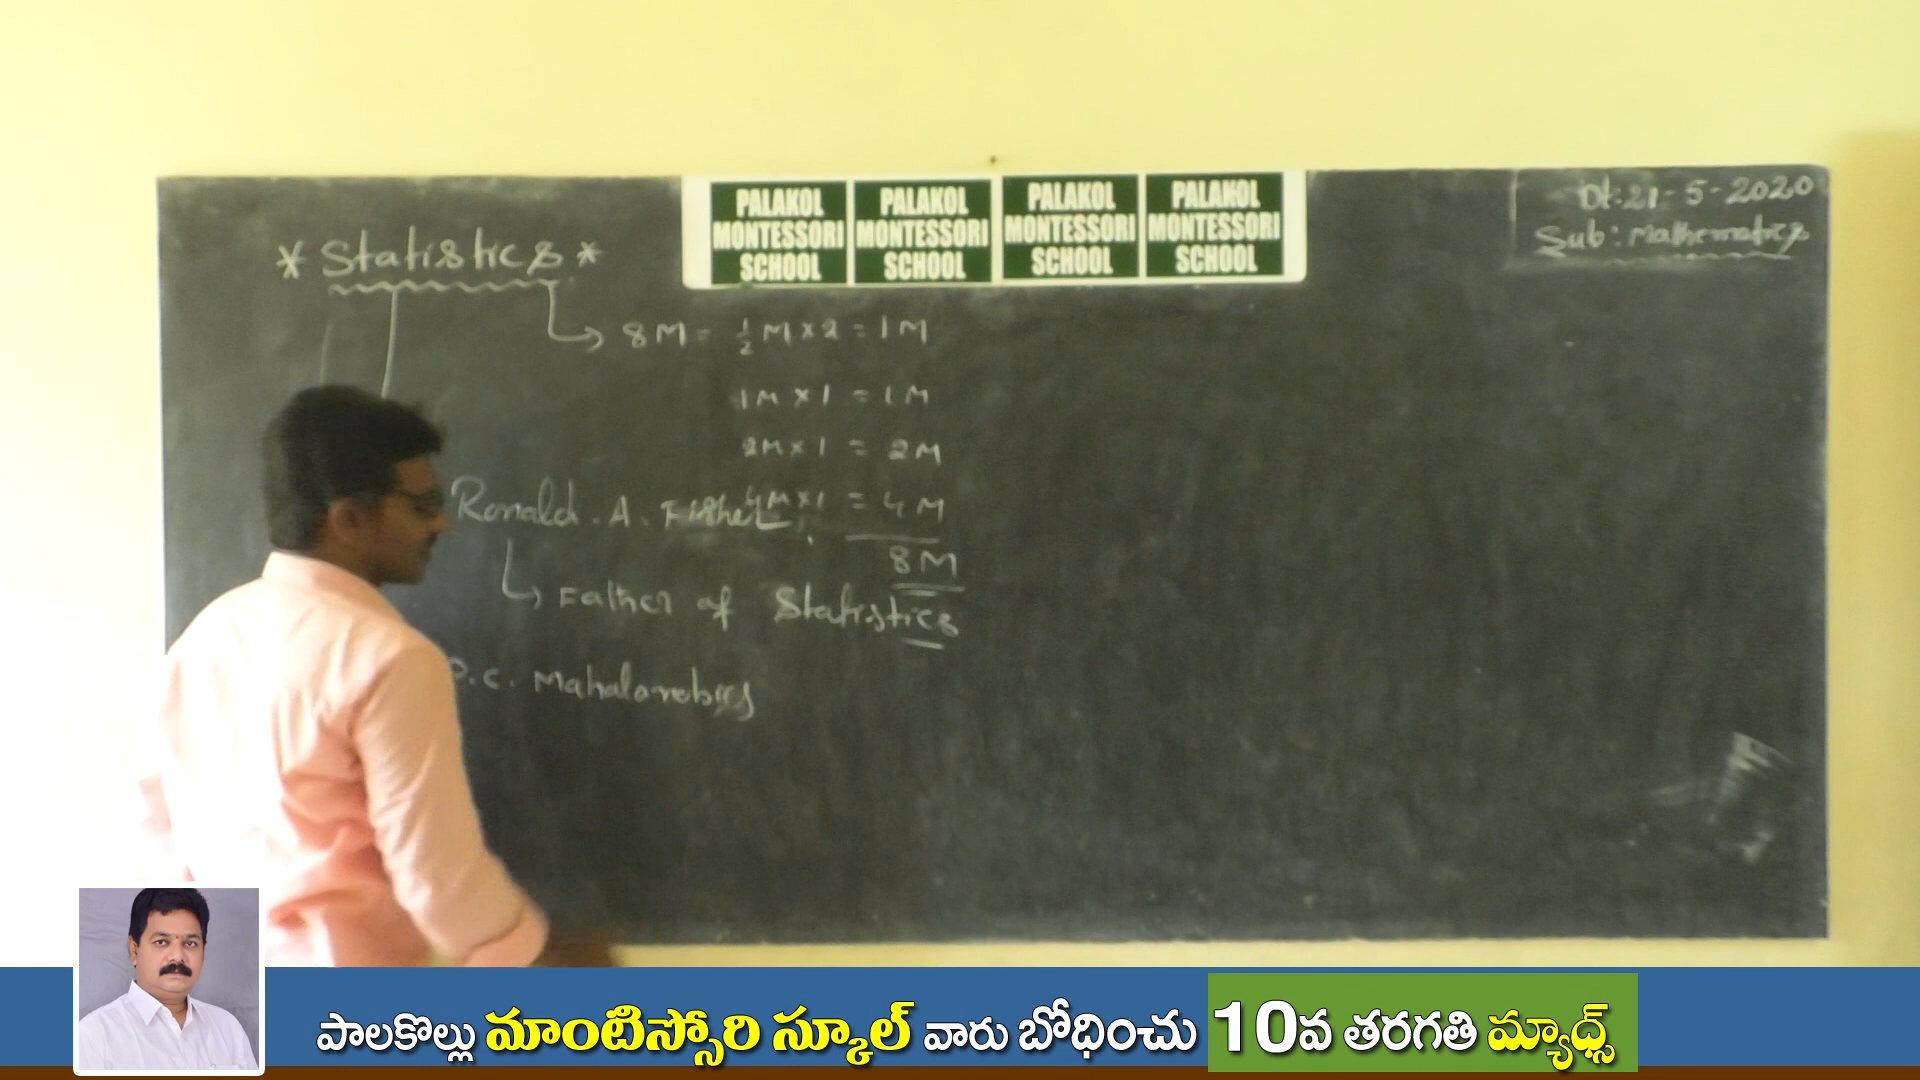 PALAKOL MONTESSORI SCHOOL PALAKOL MONTESSORI SCHOOL PALAKOL MONTESSORI SCHOOL PALAKOL MONTESSORI SCHOOL
Dt:21-5-2020
Sub: Mathematics
* Statistics *
8M = 1/2 M x 2 = 1M
1M x 1 = 1M
2M x 1 = 2M
4M x 1 = 4M
8M
Ronald. A. Fisher
Father of Statistics
P.C. Mahalanobis
పాలకొల్లు మాంటిస్సోరి స్కూల్ వారు బోధించు 10వ తరగతి మ్యాథ్స్